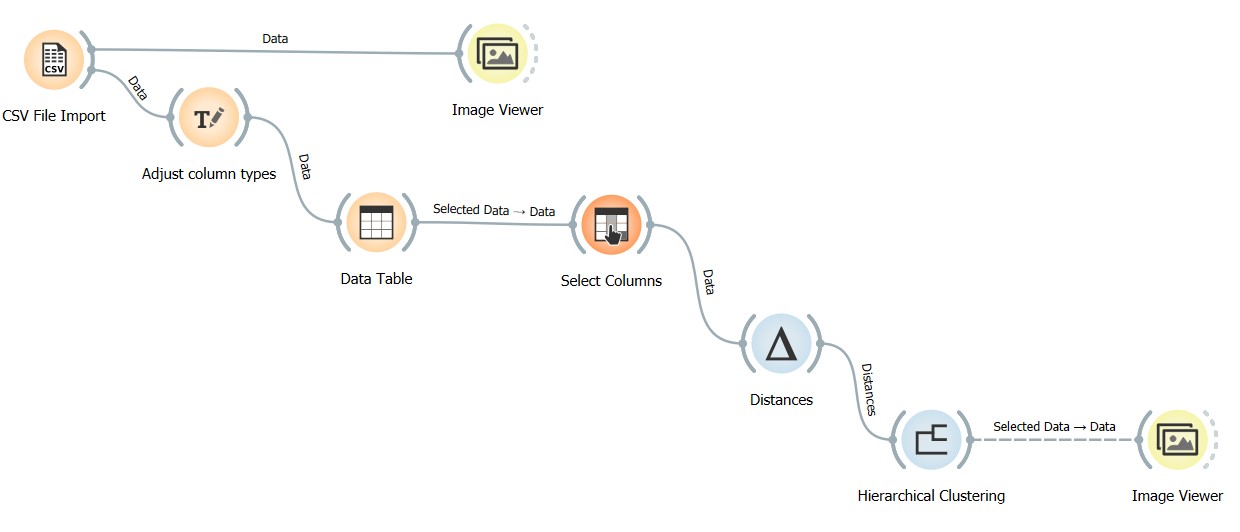 Data
CSV
CSV File Import
Data
Image Viewer
T
Adjust column types
Data
Data Table
Selected Data → Data
Select Columns
Data
Distances
Distances
Hierarchical Clustering
Selected Data → Data
Image Viewer